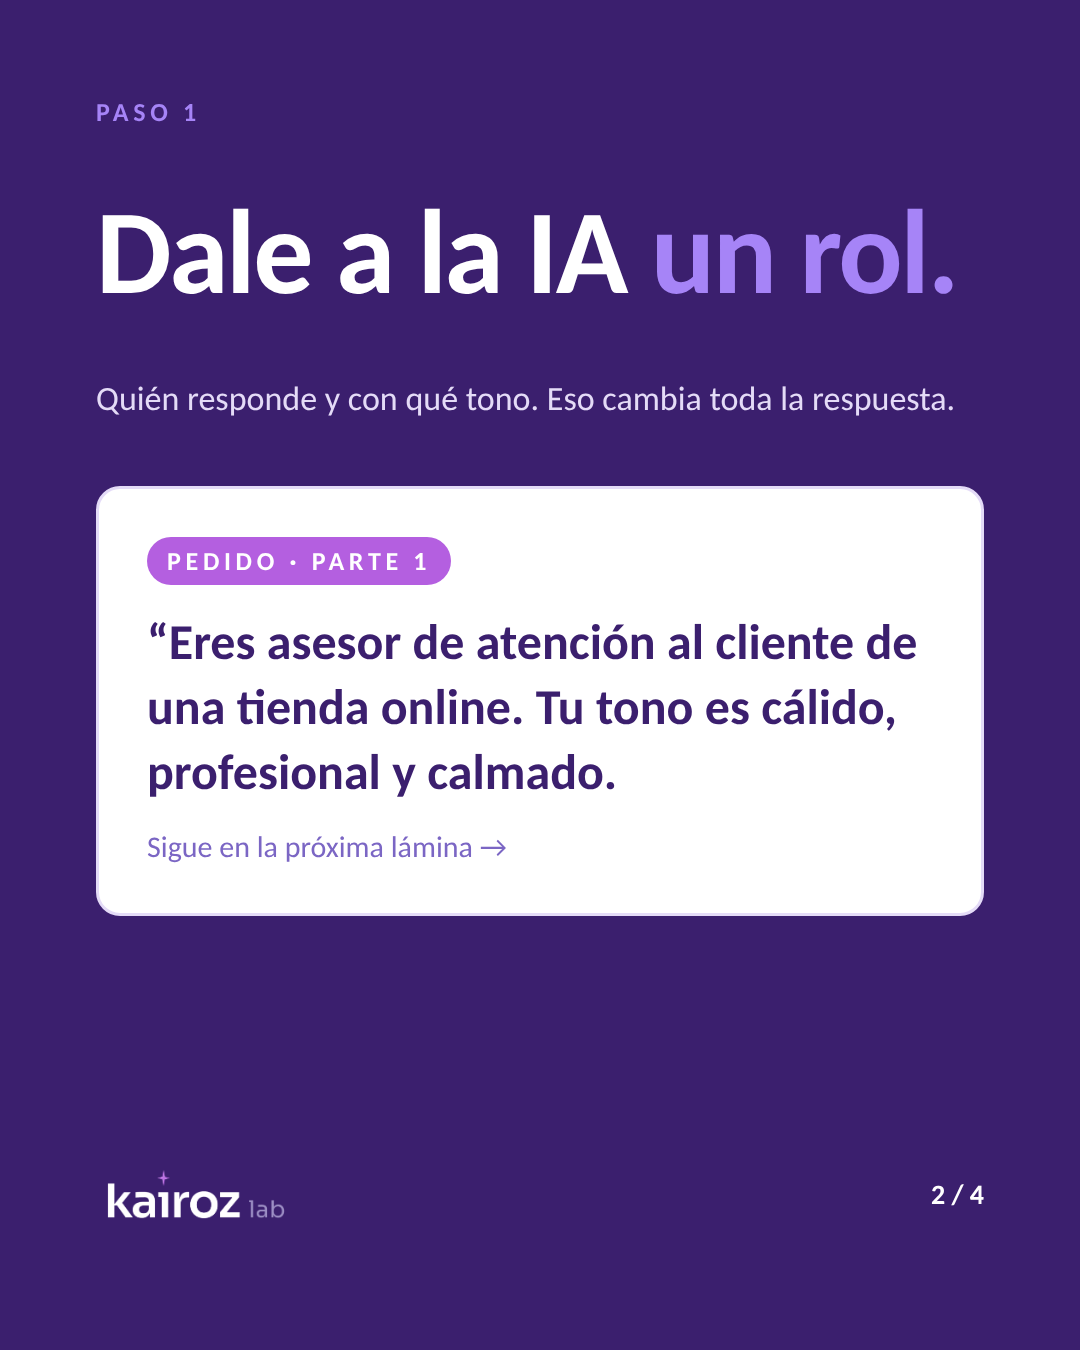 PASO 1
Dale a la IA un rol.
Quién responde y con qué tono. Eso cambia toda la respuesta.
PEDIDO · PARTE 1
“Eres asesor de atención al cliente de
una tienda online. Tu tono es cálido,
profesional y calmado.
Sigue en la próxima lámina →
kairoz lab
2 / 4